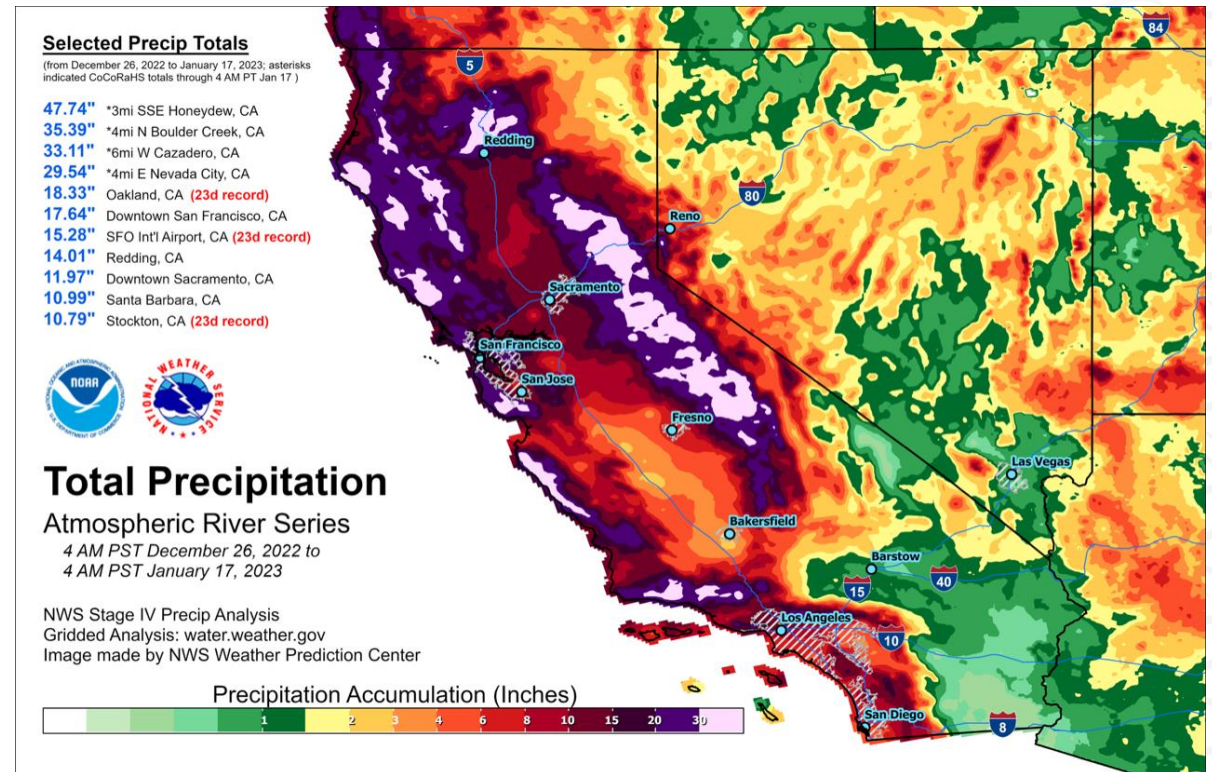 Selected Precip Totals
(from December 26, 2022 to January 17, 2023; asterisks
indicated CoCoRaHS totals through 4 AM PT Jan 17 )
47.74" *3mi SSE Honeydew, CA
35.39" *4mi N Boulder Creek, CA
33.11" *6mi W Cazadero, CA
29.54" *4mi E Nevada City, CA
18.33" Oakland, CA (23d record)
17.64" Downtown San Francisco, CA
15.28" SFO Int'l Airport, CA (23d record)
14.01" Redding, CA
11.97" Downtown Sacramento, CA
10.99" Santa Barbara, CA
10.79" Stockton, CA (23d record)
NOAA
NATIONAL WEATHER SERVICE
Total Precipitation
Atmospheric River Series
4 AM PST December 26, 2022 to
4 AM PST January 17, 2023
NWS Stage IV Precip Analysis
Gridded Analysis: water.weather.gov
Image made by NWS Weather Prediction Center
Precipitation Accumulation (Inches)
1 2 3 4 6 8 10 15 20 30
84
5
Redding
80
Reno
Sacramento
San Francisco
San Jose
Fresno
Las Vegas
Bakersfield
Barstow
40
15
Los Angeles
10
San Diego
8